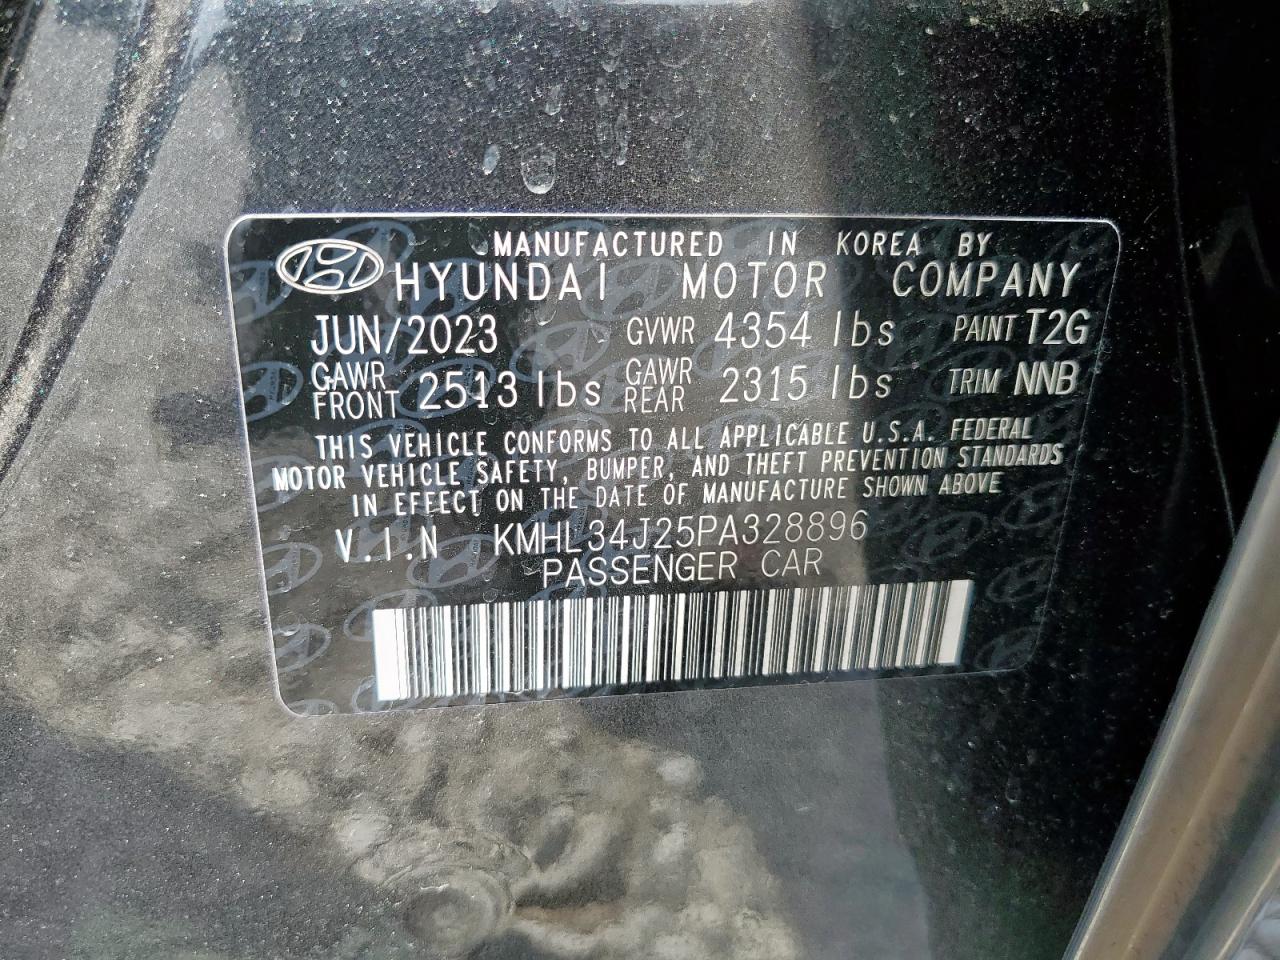 MANUFACTURED IN KOREA BY
HYUNDAI MOTOR COMPANY
JUN/2023 GVWR 4354 lbs PAINT T2G
GAWR FRONT 2513 lbs GAWR REAR 2315 lbs TRIM NNB
THIS VEHICLE CONFORMS TO ALL APPLICABLE U.S.A. FEDERAL
MOTOR VEHICLE SAFETY, BUMPER, AND THEFT PREVENTION STANDARDS
IN EFFECT ON THE DATE OF MANUFACTURE SHOWN ABOVE
V.I.N KMHL34J25PA328896
PASSENGER CAR